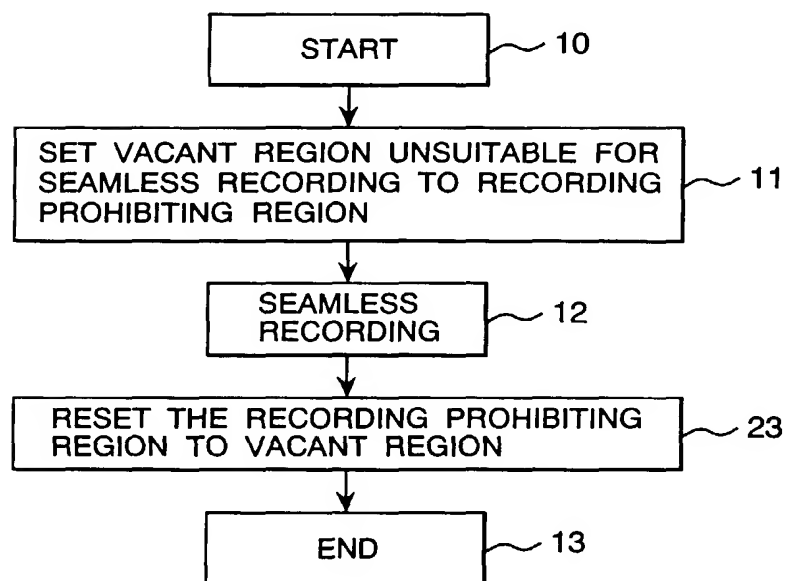 START
10
SET VACANT REGION UNSUITABLE FOR
SEAMLESS RECORDING TO RECORDING
PROHIBITING REGION
11
SEAMLESS
RECORDING
12
RESET THE RECORDING PROHIBITING
REGION TO VACANT REGION
23
END
13